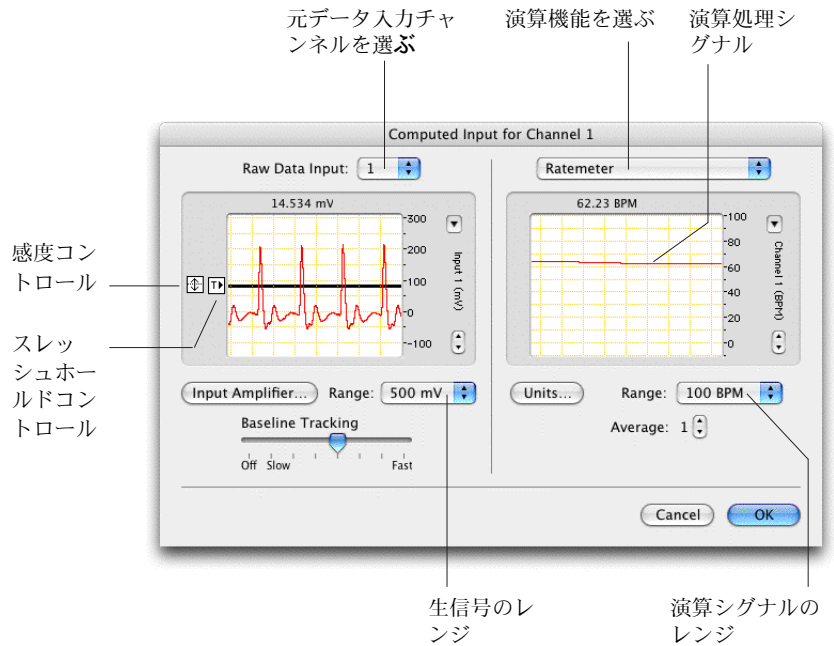 元データ入力チャ
ンネルを選ぶ
演算機能を選ぶ
演算処理シ
グナル
Computed Input for Channel 1
Raw Data Input: 1
Ratemeter
14.534 mV
300
200
100
0
-100
Input 1 (mV)
T
62.23 BPM
100
80
60
40
20
0
Channel 1 (BPM)
感度コン
トロール
スレッ
シュホー
ルドコン
トロール
Input Amplifier... Range: 500 mV
Baseline Tracking
Off Slow Fast
Units... Range: 100 BPM
Average: 1
Cancel OK
生信号のレ
ンジ
演算シグナルの
レンジ